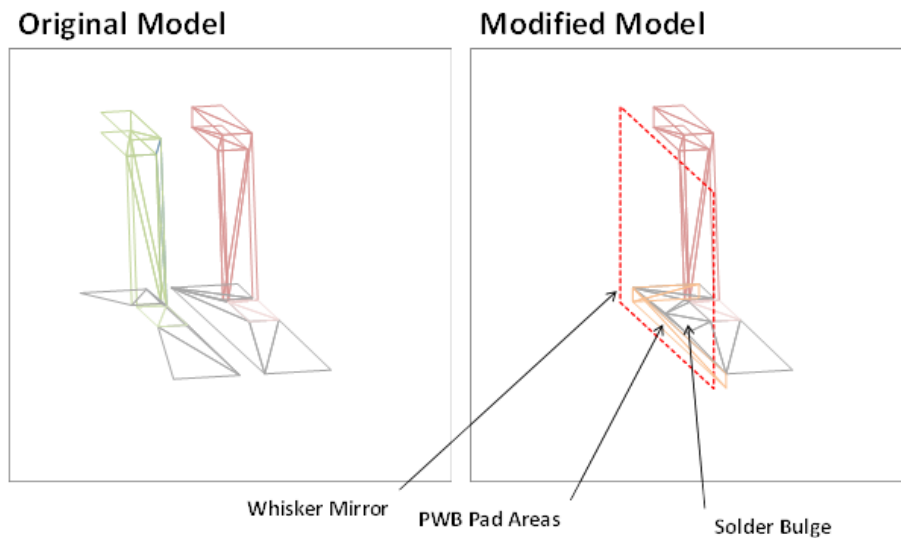 Original Model
Modified Model
Whisker Mirror
PWB Pad Areas
Solder Bulge